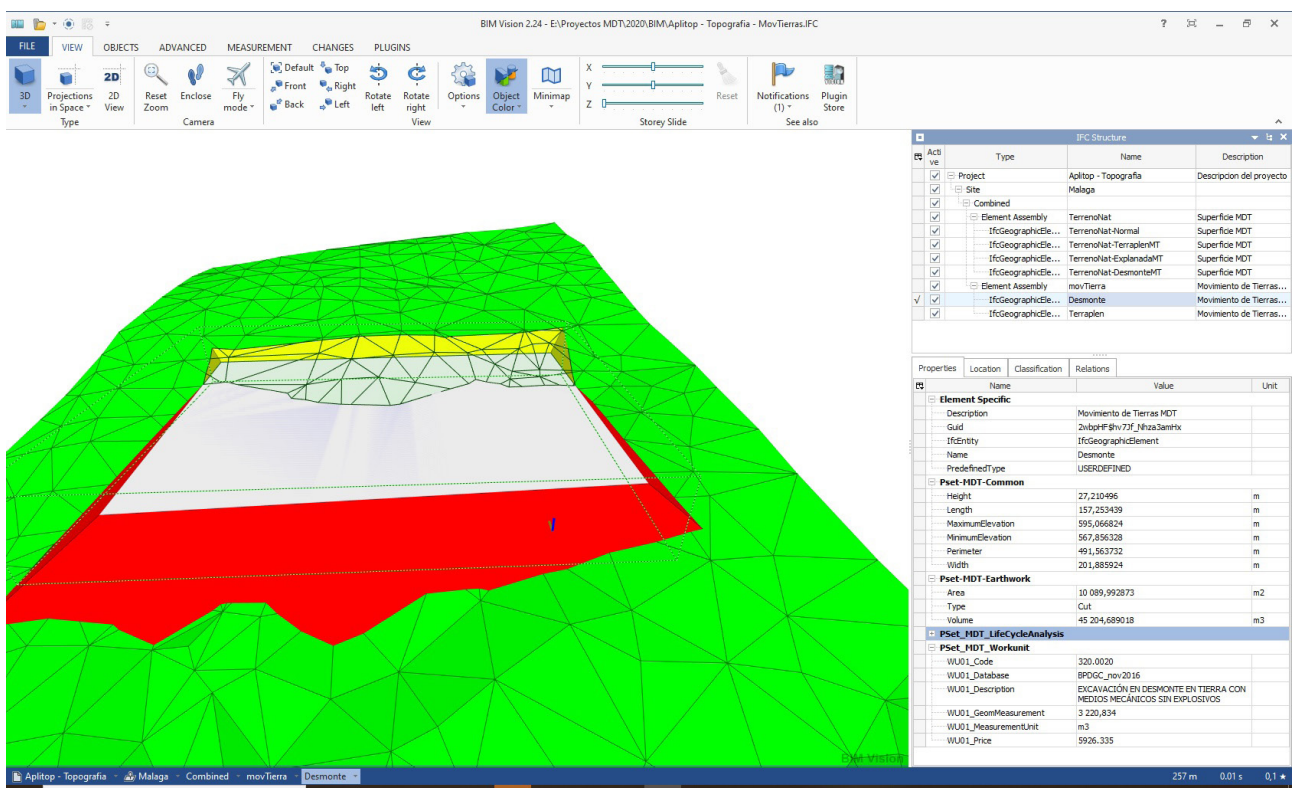 BIM Vision 2.24 - E:\Proyectos MDT\2020\BIM\Aplitop - Topografia - MovTierras.IFC
?
FILE VIEW OBJECTS ADVANCED MEASUREMENT CHANGES PLUGINS
3D
Projections in Space
2D
2D View
Type
Reset Zoom
Enclose
Fly mode
Camera
Default Top
Front Right
Back Left
Rotate left
Rotate right
View
Options
Object Color
Minimap
X
Y
Z
Reset
Storey Slide
Notifications (1)
Plugin Store
See also
IFC Structure
Active Type Name Description
Project Aplitop - Topografia Descripcion del proyecto
Site Malaga
Combined
Element Assembly TerrenoNat Superficie MDT
IfcGeographicEle... TerrenoNat-Normal Superficie MDT
IfcGeographicEle... TerrenoNat-TerraplenMT Superficie MDT
IfcGeographicEle... TerrenoNat-ExplanadaMT Superficie MDT
IfcGeographicEle... TerrenoNat-DesmonteMT Superficie MDT
Element Assembly movTierra Movimiento de Tierras...
√ IfcGeographicEle... Desmonte Movimiento de Tierras...
IfcGeographicEle... Terraplen Movimiento de Tierras...
Properties Location Classification Relations
Name Value Unit
Element Specific
Description Movimiento de Tierras MDT
Guid 2wbpHF$hv7Jf_Nhza3amHx
IfcEntity IfcGeographicElement
Name Desmonte
PredefinedType USERDEFINED
Pset-MDT-Common
Height 27,210496 m
Length 157,253439 m
MaximumElevation 595,066824 m
MinimumElevation 567,856328 m
Perimeter 491,563732 m
Width 201,885924 m
Pset-MDT-Earthwork
Area 10 089,992873 m2
Type Cut
Volume 45 204,689018 m3
PSet_MDT_LifeCycleAnalysis
PSet_MDT_Workunit
WU01_Code 320.0020
WU01_Database BPDGC_nov2016
WU01_Description EXCAVACIÓN EN DESMONTE EN TIERRA CON
MEDIOS MECÁNICOS SIN EXPLOSIVOS
WU01_GeomMeasurement 3 220,834
WU01_MeasurementUnit m3
WU01_Price 5926.335
BIM Vision
Aplitop - Topografia Malaga Combined movTierra Desmonte 257 m 0.01 s 0,1 ★